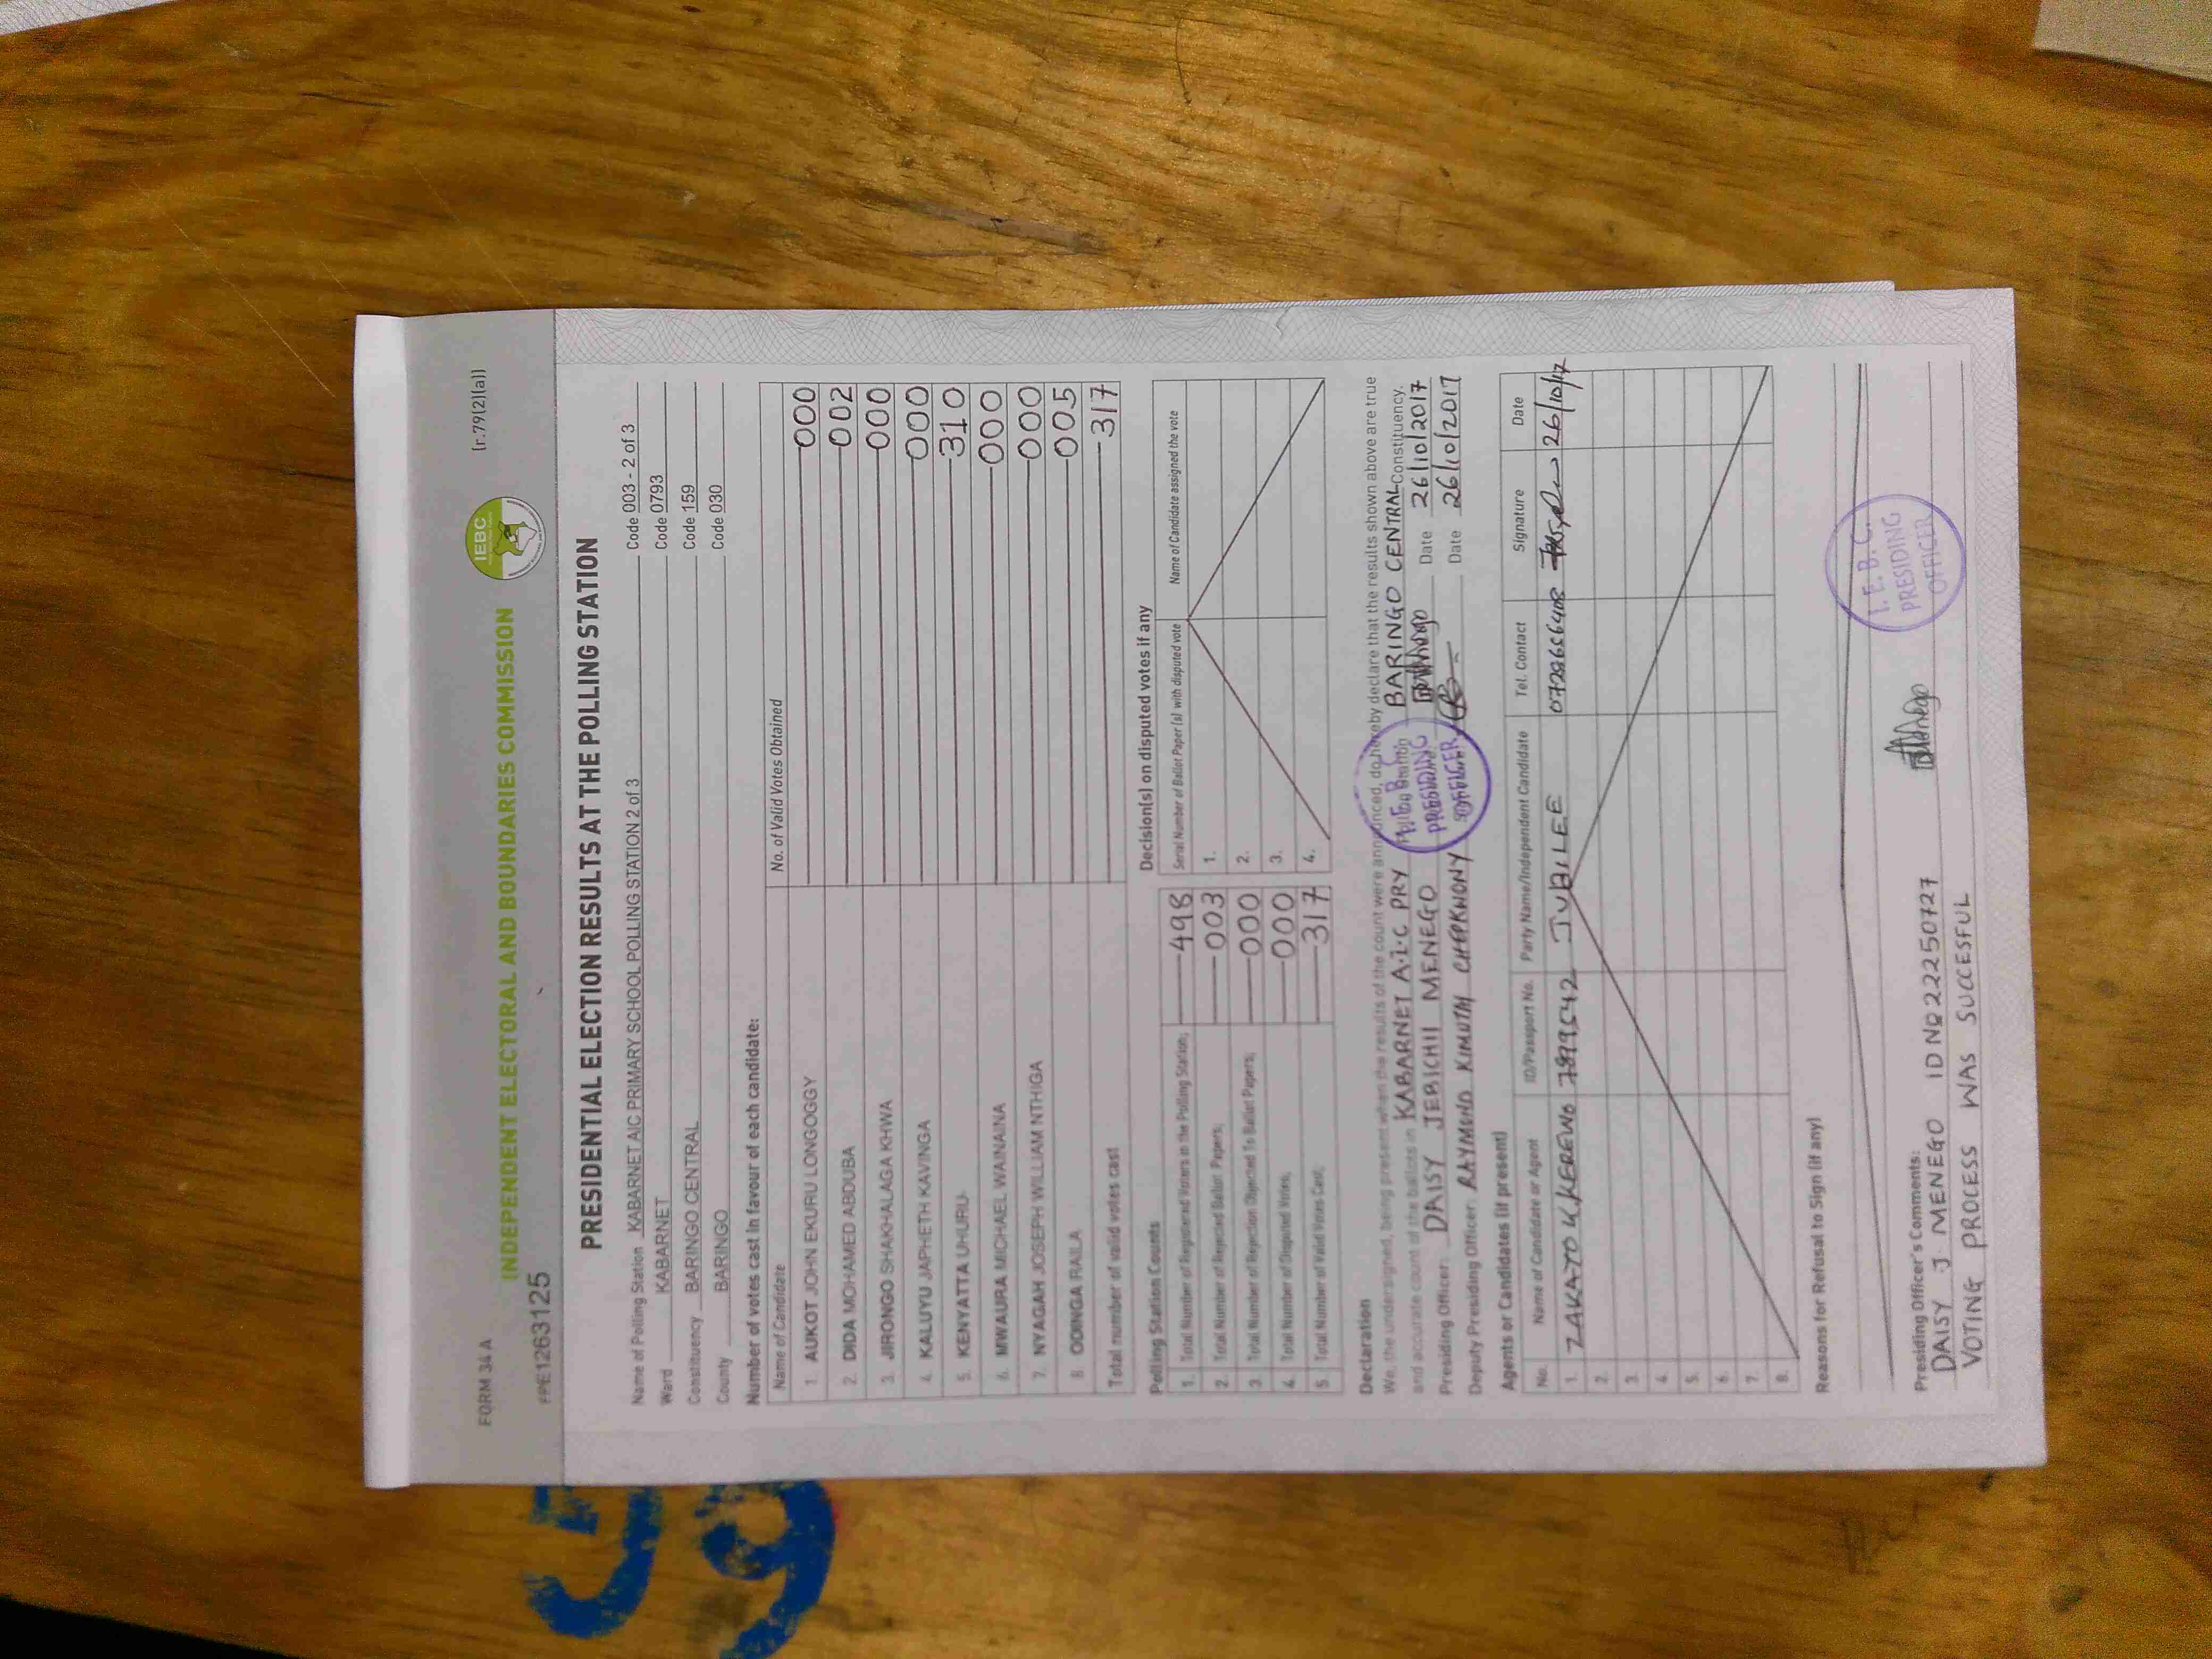 FORM 34 A
[r.79(2)(a)]
INDEPENDENT ELECTORAL AND BOUNDARIES COMMISSION
IEBC
PPE1263125
PRESIDENTIAL ELECTION RESULTS AT THE POLLING STATION
Name of Polling Station KABARNET AIC PRIMARY SCHOOL POLLING STATION 2 of 3 Code 003 - 2 of 3
Ward KABARNET Code 0793
Constituency BARINGO CENTRAL Code 159
County BARINGO Code 030
Number of votes cast in favour of each candidate:
Name of Candidate No. of Valid Votes Obtained
1 AUKOT JOHN EKURU LONGOGGY 000
2. DIDA MOHAMED ABDUBA 002
3. JIRONGO SHAKHALAGA KHWA 000
4 KALUYU JAPHETH KAVINGA 000
5. KENYATTA UHURU 310
6. MWAURA MICHAEL WAINAINA 000
7. NYAGAH JOSEPH WILLIAM NTHIGA 000
8 ODINGA RAILA 005
Total number of valid votes cast 317
Polling Station Counts
1. Total Number of Registered Voters in the Polling Station; 498
2. Total Number of Rejected Ballot Papers; 003
3. Total Number of Rejection Objected To Ballot Papers; 000
4. Total Number of Disputed Votes; 000
5 Total Number of Valid Votes Cast; 317
Decision(s) on disputed votes if any
Serial Number of Ballot Paper (s) with disputed vote Name of Candidate assigned the vote
1.
2.
3.
4.
Declaration
We, the undersigned, being present when the results of the count were announced, do hereby declare that the results shown above are true
and accurate count of the ballots in KABARNET A.I.C PRY Polling Station BARINGO CENTRAL Constituency.
Presiding Officer: DAISY JEBICHII MENEGO Date 26/10/2017
Deputy Presiding Officer: RAYMOND KIMUTAI CHEPKWONY Date 26/10/2017
I.E.B.C.
PRESIDING
OFFICER
Agents or Candidates (if present)
No. Name of Candidate or Agent ID/Passport No. Party Name/Independent Candidate Tel. Contact Signature Date
1. ZAKAYO K KEREWO 7899542 JUBILEE 0728666408 26/10/17
2.
3.
4.
5.
6.
7.
8.
Reasons for Refusal to Sign (if any)
Presiding Officer's Comments:
DAISY J MENEGO ID NO 22250727
VOTING PROCESS WAS SUCCESFUL
I.E.B.C.
PRESIDING
OFFICER